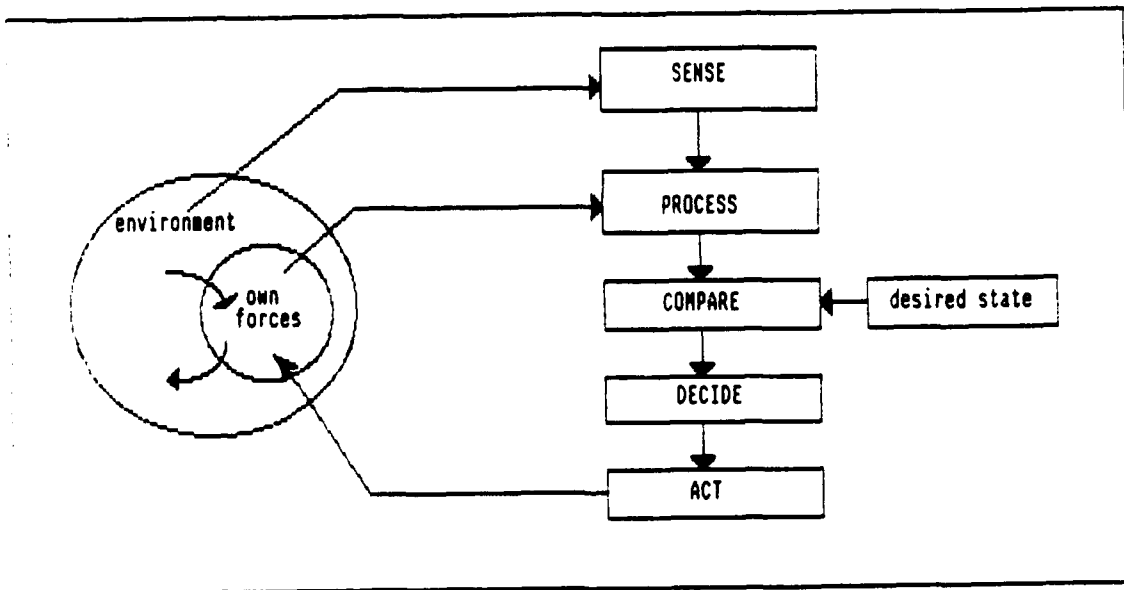 SENSE
environment
PROCESS
own
forces
COMPARE
desired state
DECIDE
ACT